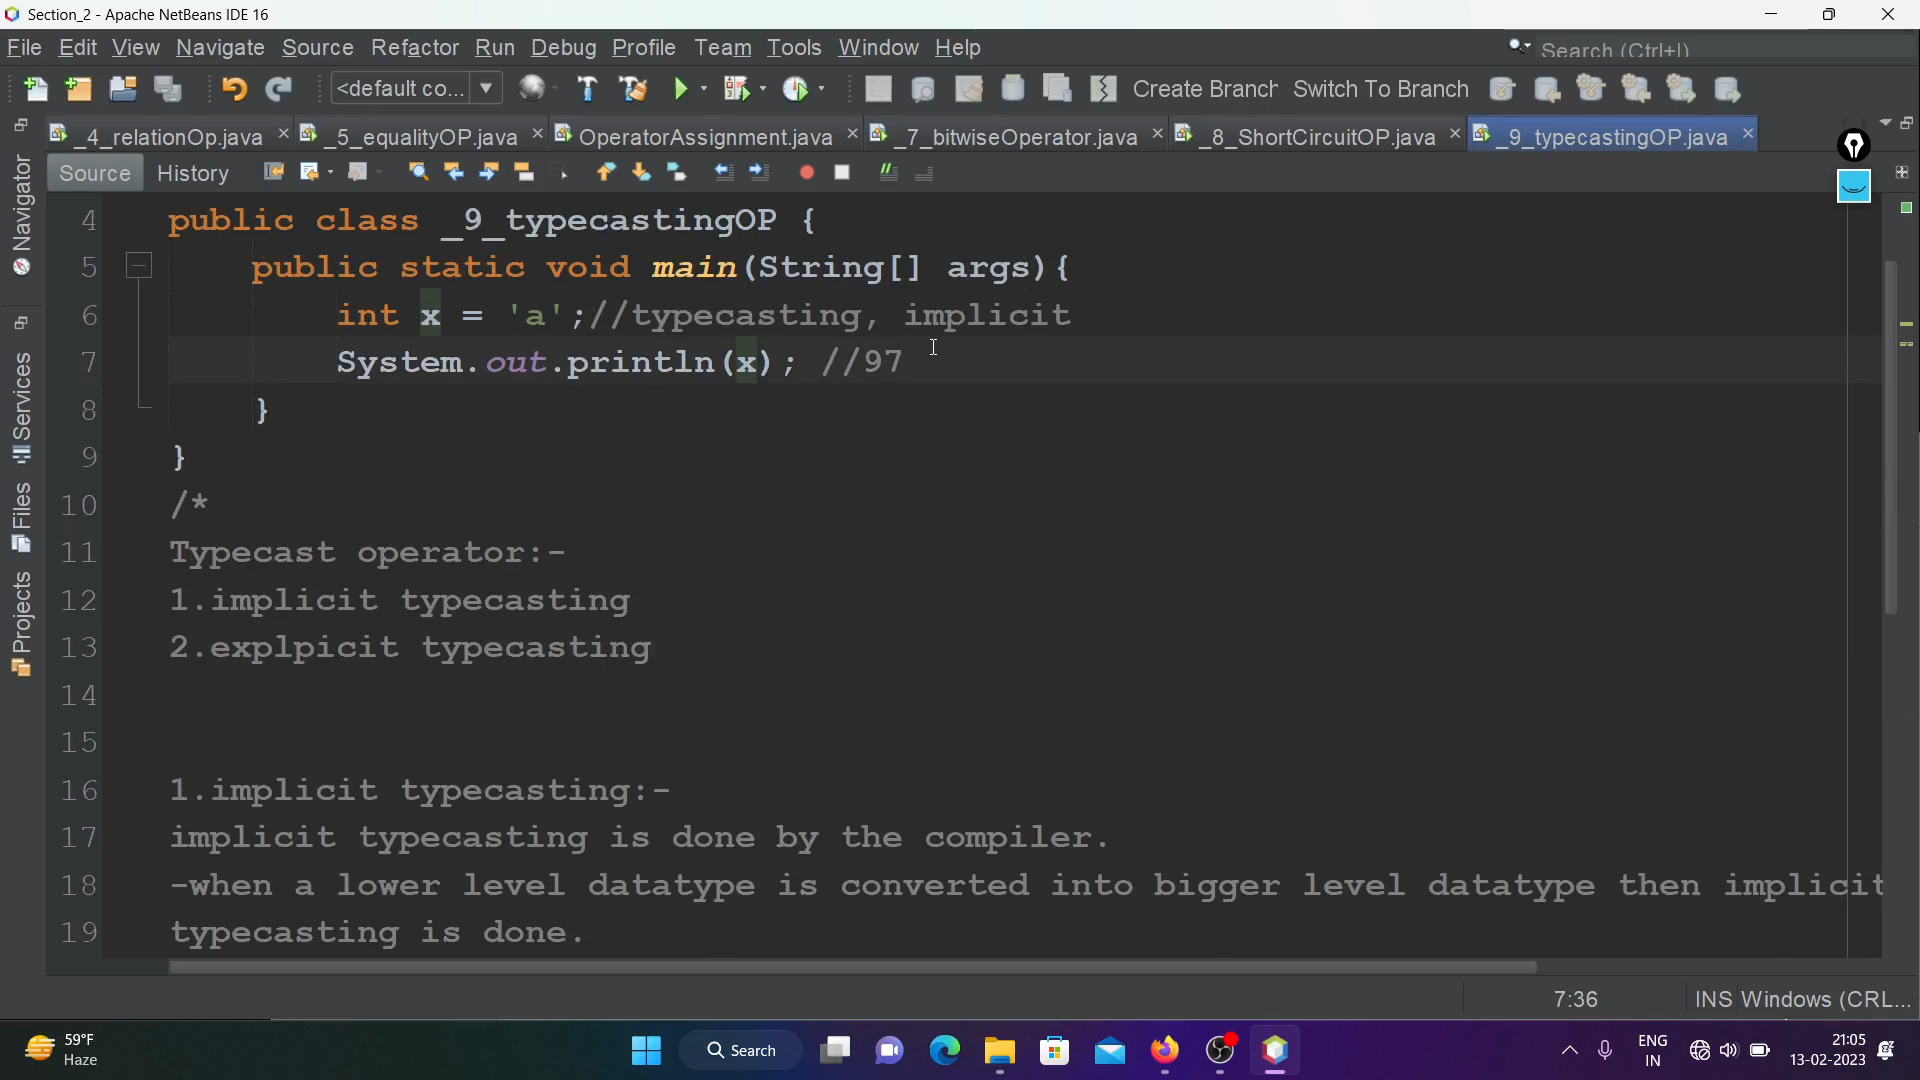 Section_2 - Apache NetBeans IDE 16
File Edit View Navigate Source Refactor Run Debug Profile Team Tools Window Help
Search (Ctrl+I)
<default co...
Create Branch Switch To Branch
_4_relationOp.java _5_equalityOP.java OperatorAssignment.java _7_bitwiseOperator.java _8_ShortCircuitOP.java _9_typecastingOP.java
Source History
Navigator
Services
Files
Projects
4 public class _9_typecastingOP {
5 public static void main(String[] args){
6 int x = 'a';//typecasting, implicit
7 System.out.println(x); //97
8 }
9 }
10 /*
11 Typecast operator:-
12 1.implicit typecasting
13 2.explpicit typecasting
14
15
16 1.implicit typecasting:-
17 implicit typecasting is done by the compiler.
18 -when a lower level datatype is converted into bigger level datatype then implicit
19 typecasting is done.
7:36 INS Windows (CRL...
59°F
Haze
Search
ENG
IN
21:05
13-02-2023